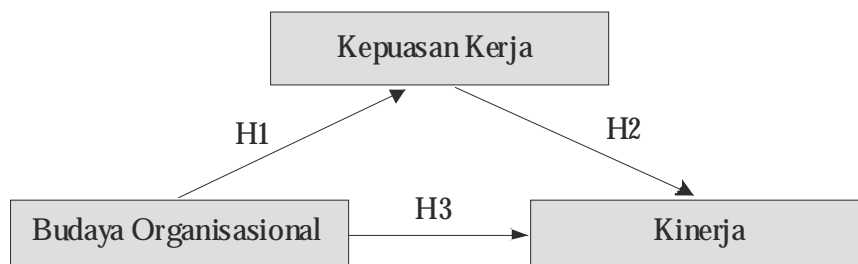 Kepuasan Kerja
H1
H2
H3
Budaya Organisasional
Kinerja